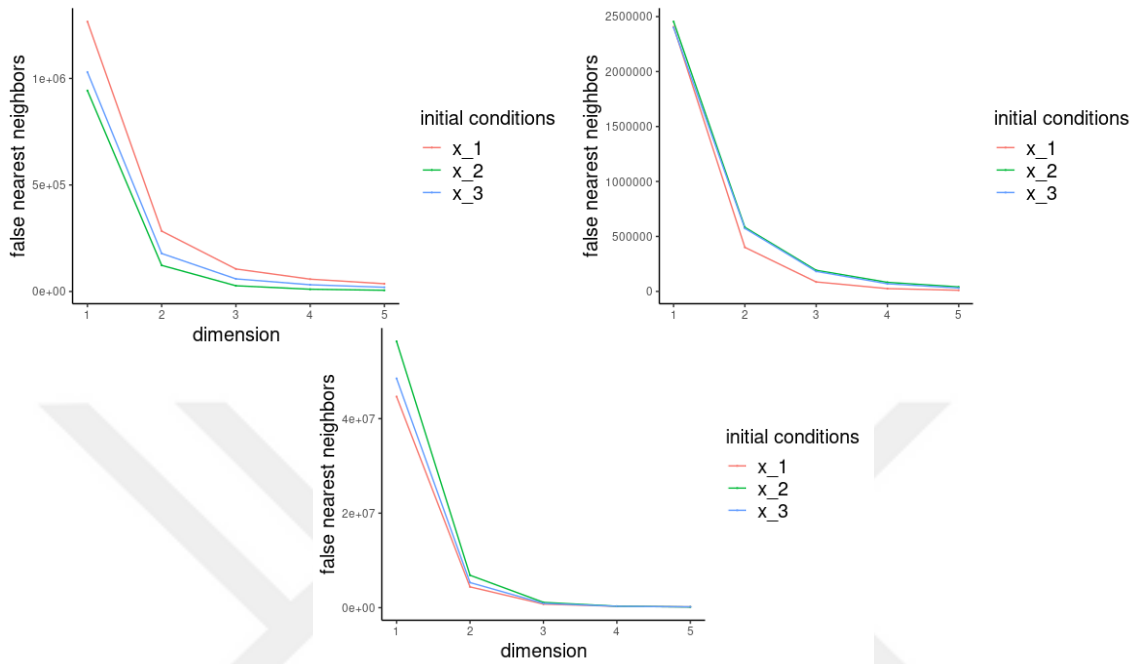 false nearest neighbors
1e+06
5e+05
0e+00
1 2 3 4 5
dimension
initial conditions
x_1
x_2
x_3
false nearest neighbors
2500000
2000000
1500000
1000000
500000
0
1 2 3 4 5
initial conditions
x_1
x_2
x_3
false nearest neighbors
4e+07
2e+07
0e+00
1 2 3 4 5
dimension
initial conditions
x_1
x_2
x_3